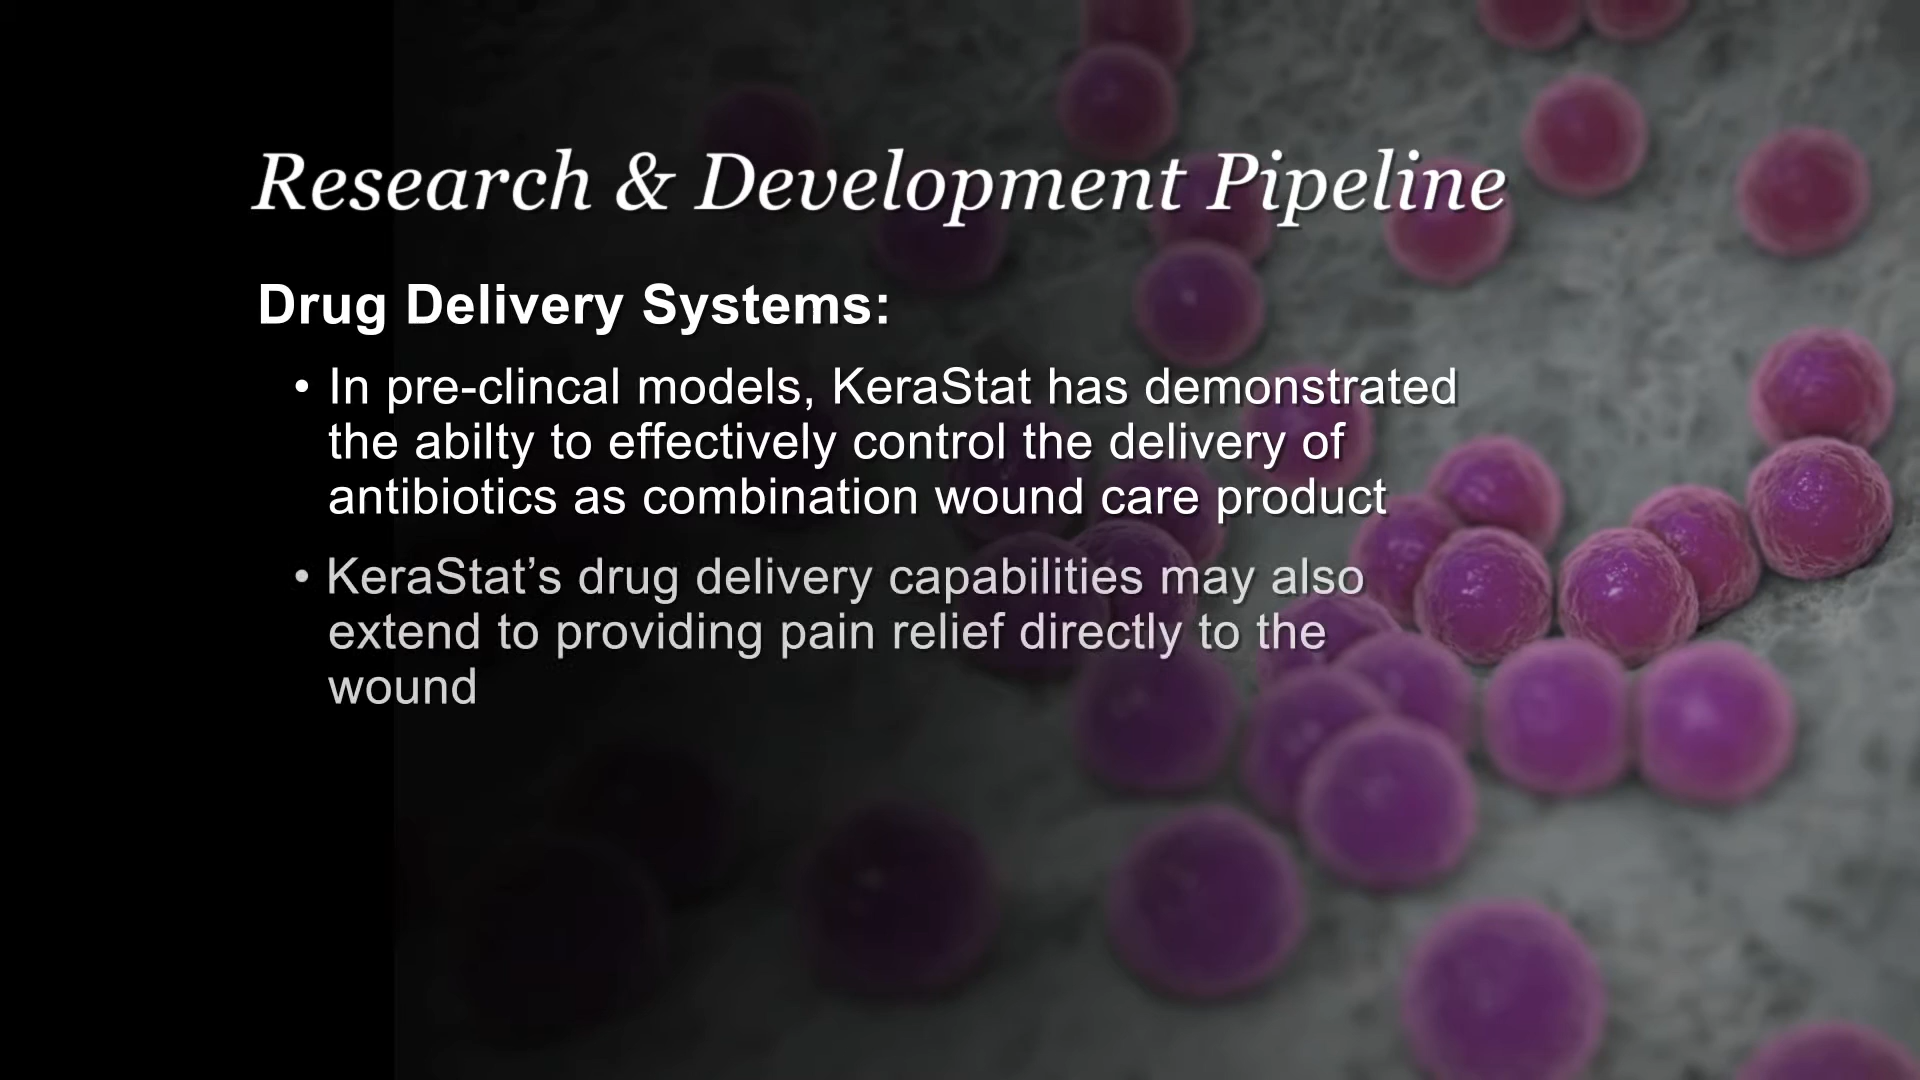 Research & Development Pipeline
Drug Delivery Systems:
• In pre-clincal models, KeraStat has demonstrated
the abilty to effectively control the delivery of
antibiotics as combination wound care product
• KeraStat’s drug delivery capabilities may also
extend to providing pain relief directly to the
wound